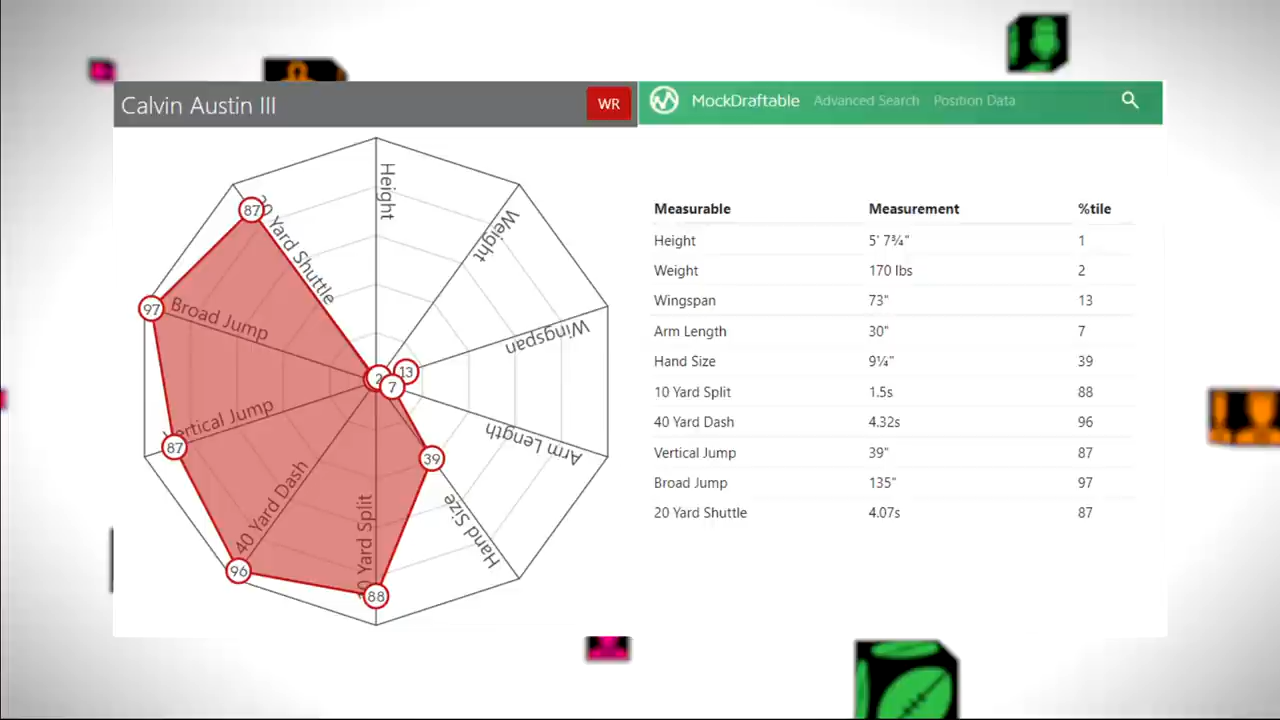 Calvin Austin III
WR
MockDraftable
Advanced Search
Position Data
Height
Weight
Wingspan
Arm Length
Hand Size
0 Yard Split
40 Yard Dash
Vertical Jump
Broad Jump
20 Yard Shuttle
87
97
87
96
88
39
7
13
2
Measurable Measurement %tile
Height 5' 7¾" 1
Weight 170 lbs 2
Wingspan 73" 13
Arm Length 30" 7
Hand Size 9¼" 39
10 Yard Split 1.5s 88
40 Yard Dash 4.32s 96
Vertical Jump 39" 87
Broad Jump 135" 97
20 Yard Shuttle 4.07s 87